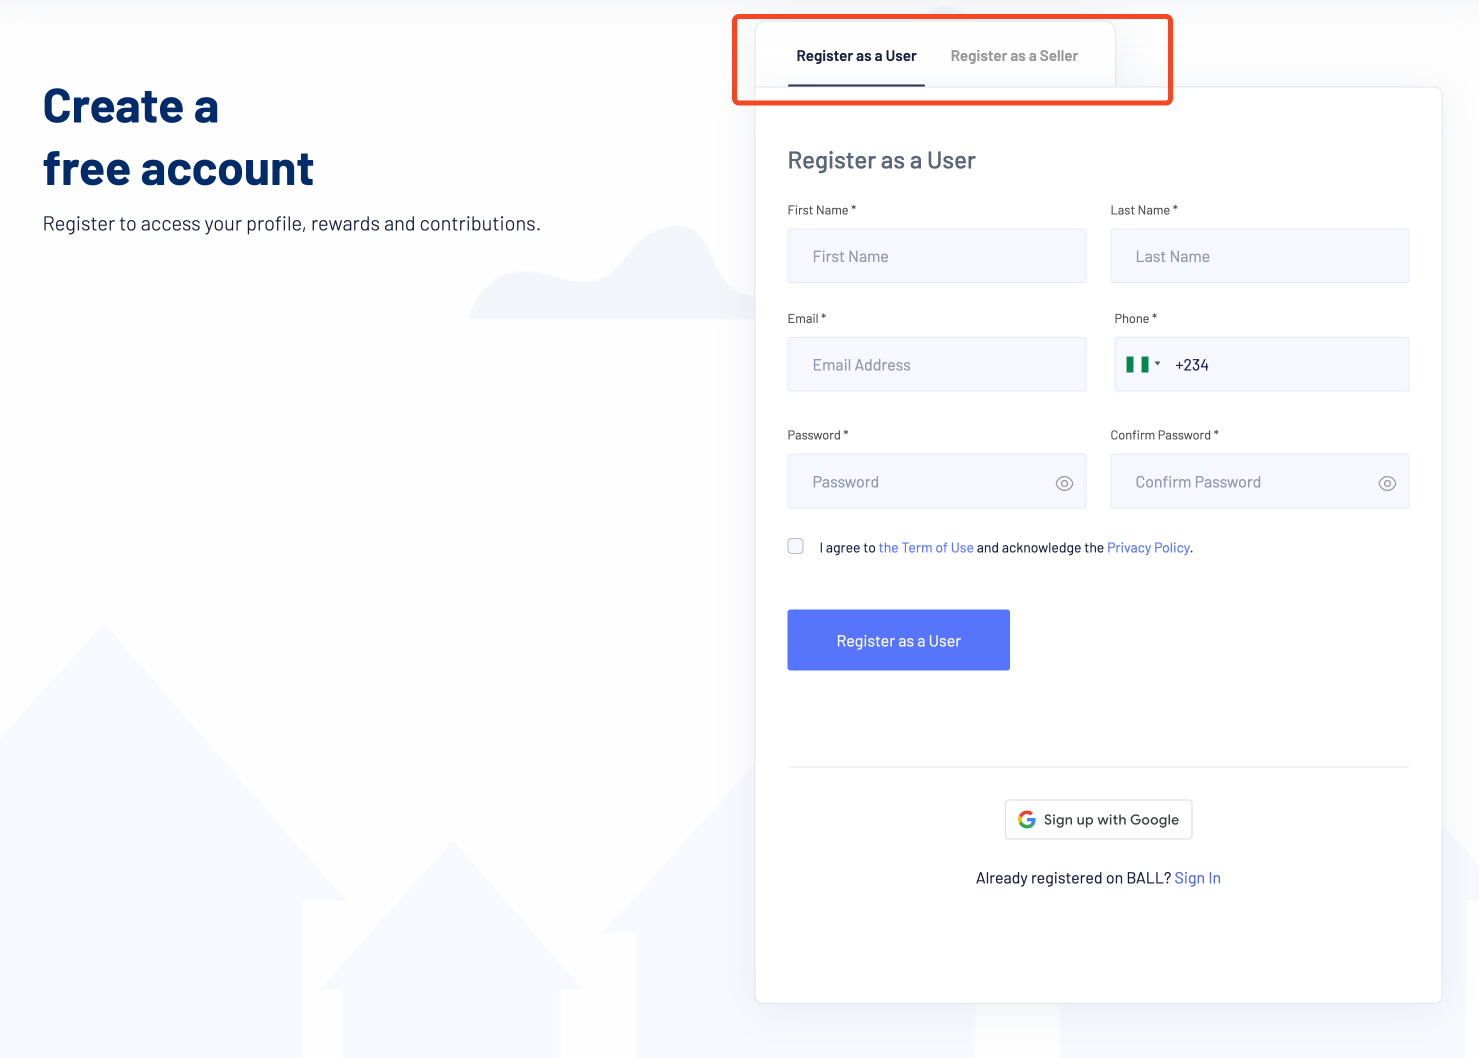 Create a
free account
Register to access your profile, rewards and contributions.
Register as a User Register as a Seller
Register as a User
First Name * Last Name *
First Name Last Name
Email * Phone *
Email Address +234
Password * Confirm Password *
Password Confirm Password
I agree to the Term of Use and acknowledge the Privacy Policy.
Register as a User
Sign up with Google
Already registered on BALL? Sign In